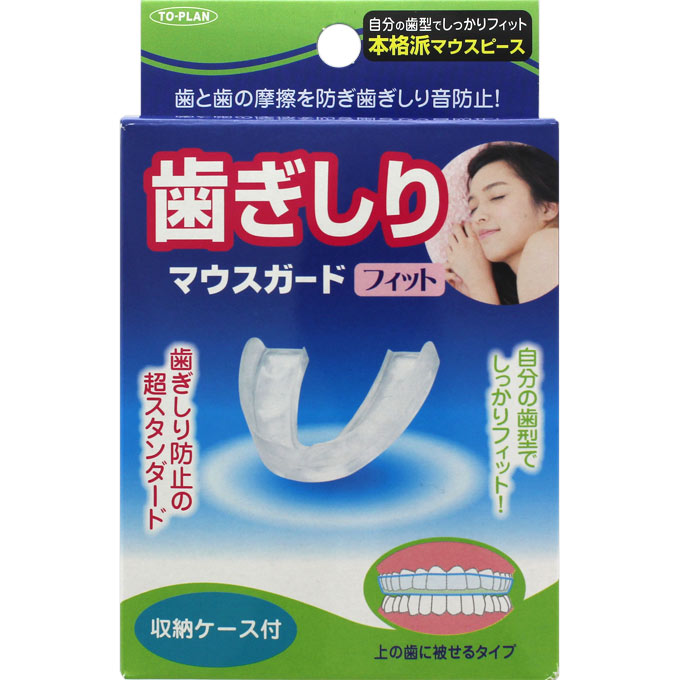 TO-PLAN
自分の歯型でしっかりフィット
本格派マウスピース
歯と歯の摩擦を防ぎ歯ぎしり音防止!
歯ぎしり
マウスガード フィット
歯ぎしり防止の
超スタンダード
自分の歯型で
しっかりフィット!
収納ケース付
上の歯に被せるタイプ